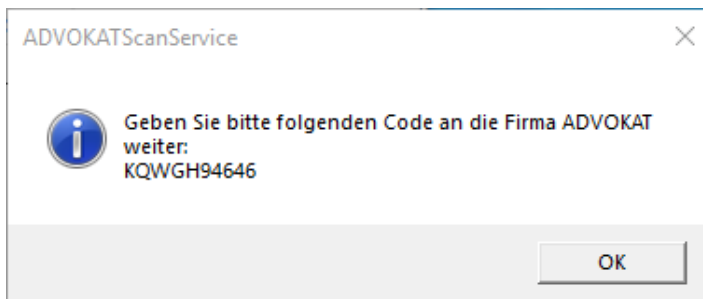 ADVOKATScanService
Geben Sie bitte folgenden Code an die Firma ADVOKAT
weiter:
KQWGH94646
OK